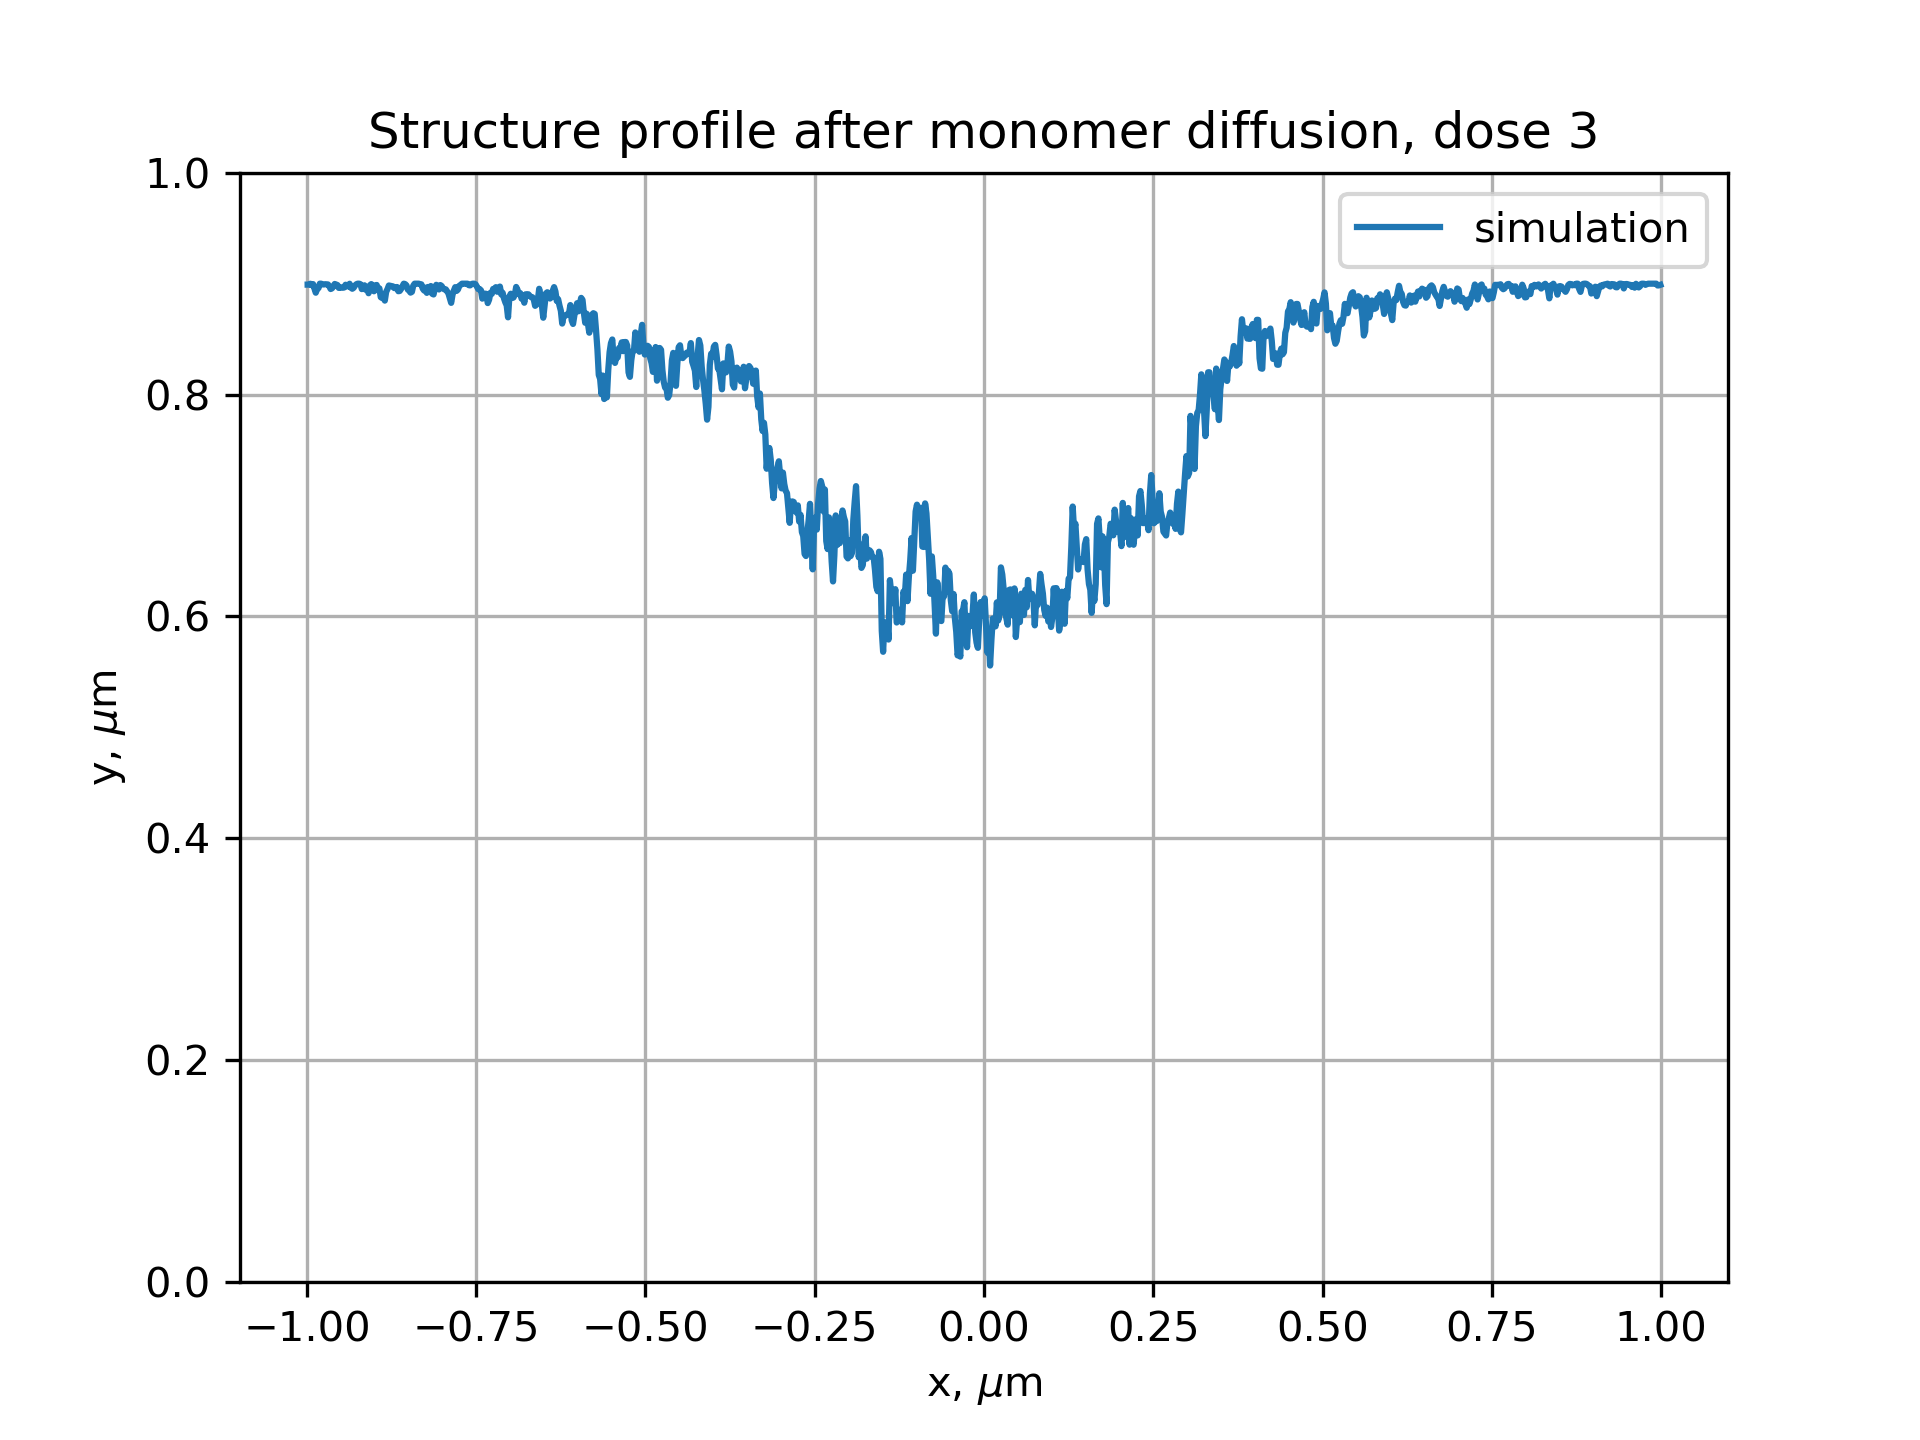 Structure profile after monomer diffusion, dose 3
simulation
1.0
0.8
0.6
0.4
0.2
0.0
y, μm
−1.00 −0.75 −0.50 −0.25 0.00 0.25 0.50 0.75 1.00
x, μm